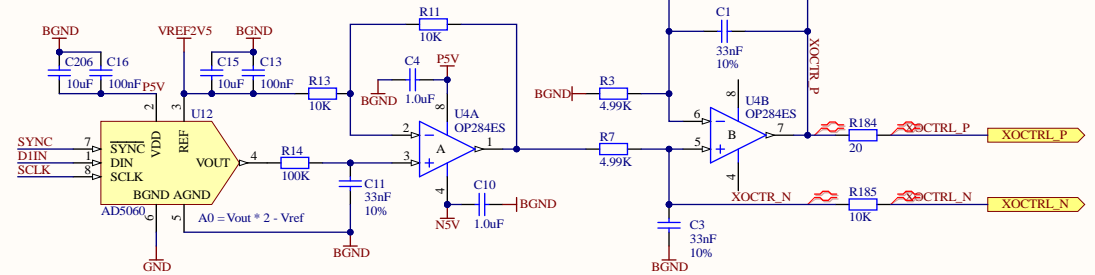 R11
10K
C1
33nF
10%
XOCTR_P
BGND
VREF2V5
BGND
C206
10uF
C16
100nF
P5V
C15
10uF
C13
100nF
R13
10K
C4
1.0uF
P5V
BGND
BGND
R3
4.99K
U12
2
3
8
U4A
OP284ES
8
U4B
OP284ES
SYNC
7
SYNC
D1IN
1
DIN
SCLK
8
SCLK
VDD
REF
VOUT
4
R14
100K
2
3
A
1
R7
4.99K
6
5
B
7
R184
20
XOCTRL_P
XOCTRL_P
BGND
AGND
AD5060
6
5
A0 = Vout * 2 - Vref
C11
33nF
10%
4
C10
1.0uF
BGND
N5V
4
XOCTR_N
R185
10K
XOCTRL_N
XOCTRL_N
C3
33nF
10%
GND
BGND
BGND